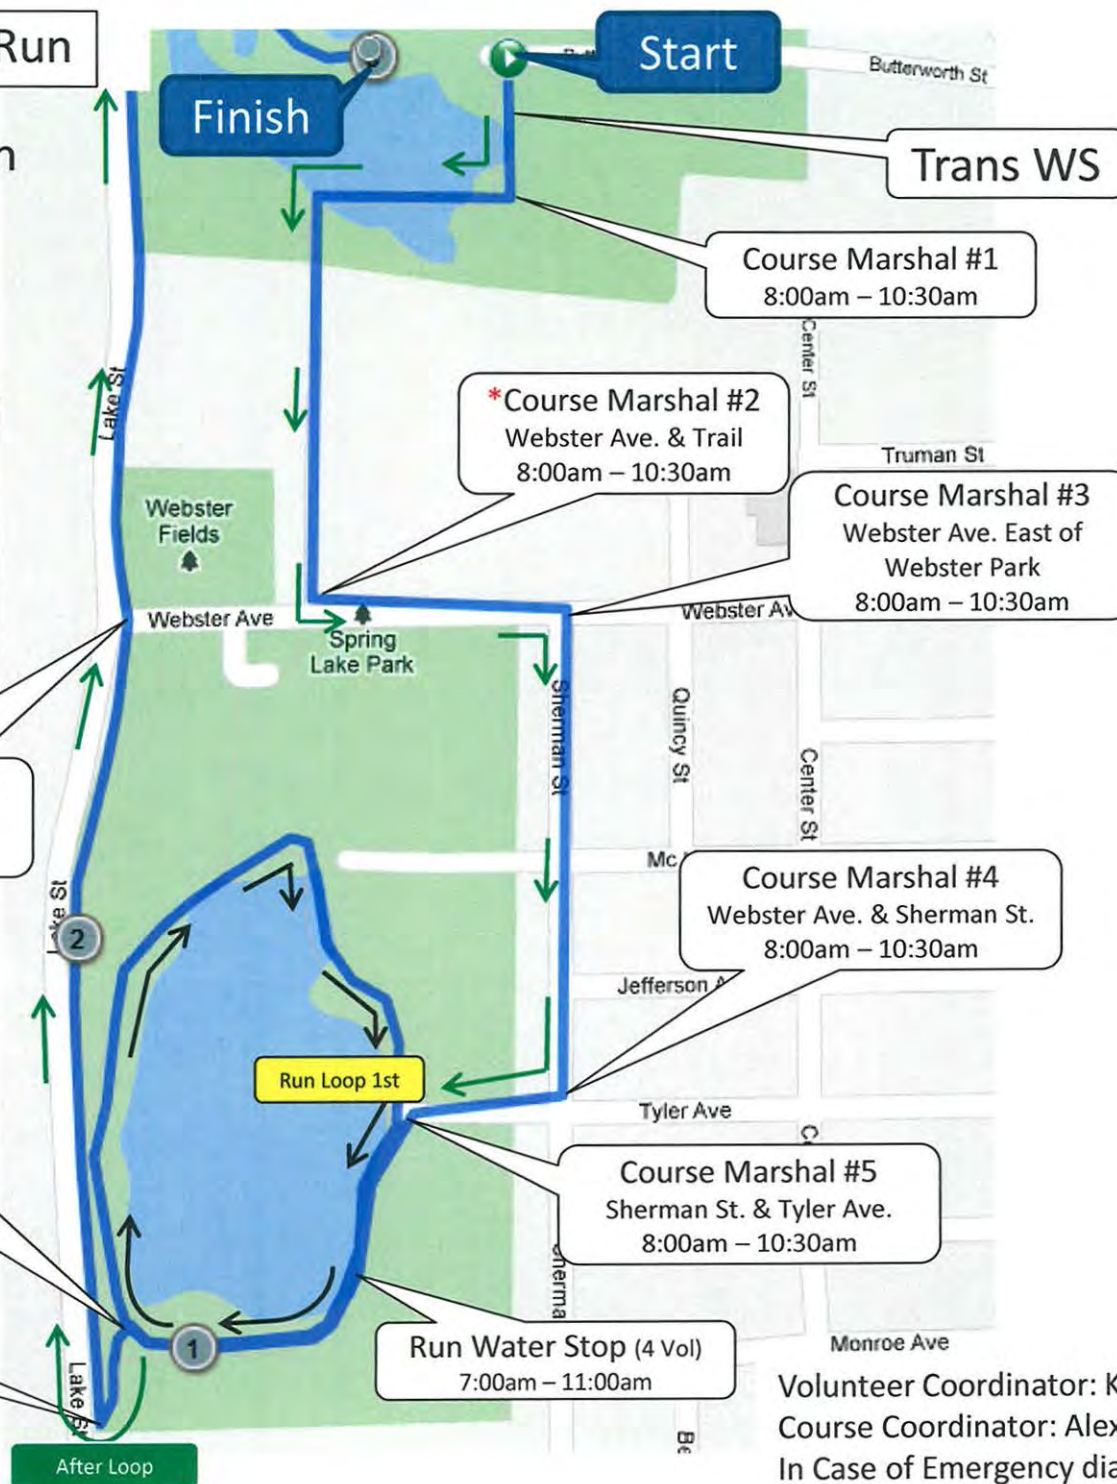 Run
Start
Butterworth St
Finish
Trans WS
Course Marshal #1
8:00am – 10:30am
Center St
Lake St
*Course Marshal #2
Webster Ave. & Trail
8:00am – 10:30am
Truman St
Course Marshal #3
Webster Ave. East of
Webster Park
8:00am – 10:30am
Webster
Fields
Webster Ave
Webster Av
Spring
Lake Park
Sherman St
Quincy St
Center St
Mc
Course Marshal #4
Webster Ave. & Sherman St.
8:00am – 10:30am
Lake St
2
Jefferson A
Run Loop 1st
Tyler Ave
Course Marshal #5
Sherman St. & Tyler Ave.
8:00am – 10:30am
Sherma
1
Run Water Stop (4 Vol)
7:00am – 11:00am
Monroe Ave
Lake St
Volunteer Coordinator: K
Course Coordinator: Alex
In Case of Emergency dia
After Loop